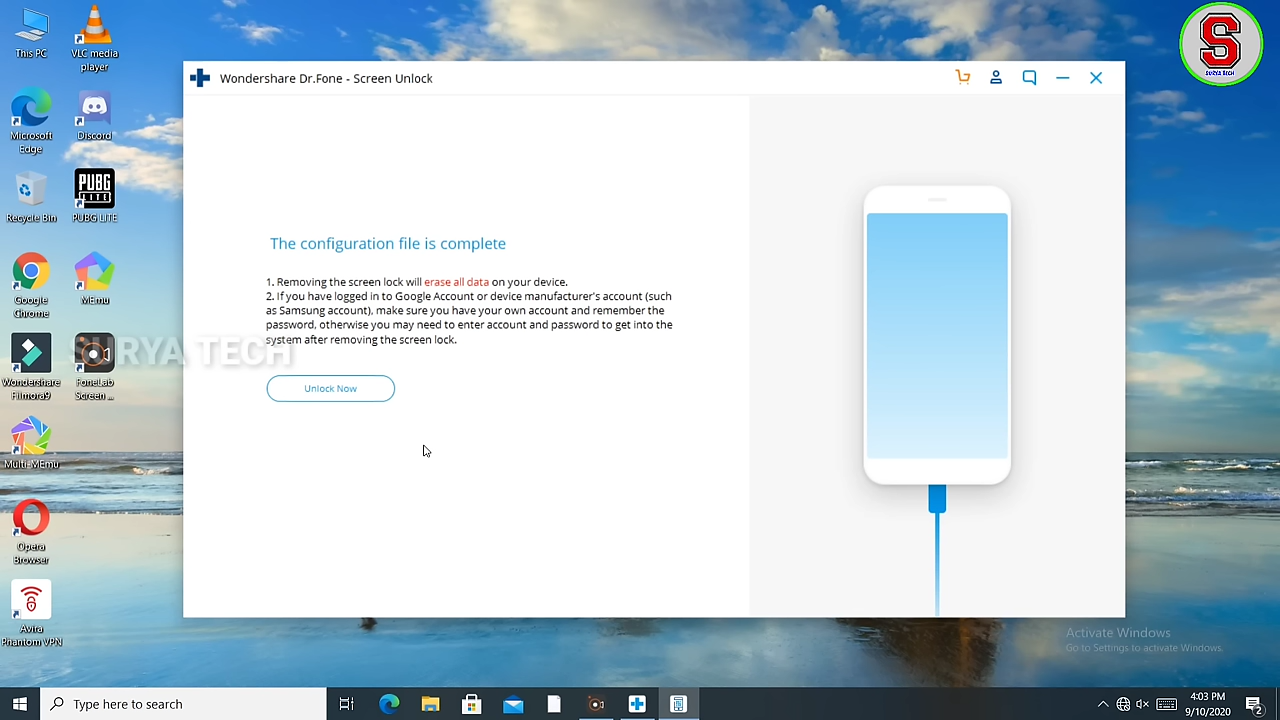 This PC
VLC media
player
Microsoft
Edge
Discord
Recycle Bin
PUBG
LITE
PUBG LITE
Google
Chrome
MEmu
Wondershare
Filmora9
FoneLab
Screen ...
Multi-MEmu
Opera
Browser
Avira
Phantom VPN
Wondershare Dr.Fone - Screen Unlock
The configuration file is complete
1. Removing the screen lock will erase all data on your device.
2. If you have logged in to Google Account or device manufacturer's account (such
as Samsung account), make sure you have your own account and remember the
password, otherwise you may need to enter account and password to get into the
system after removing the screen lock.
Unlock Now
SURYA TECH
S
SURYA TECH
Activate Windows
Go to Settings to activate Windows.
Type here to search
4:03 PM
9/10/2020
2